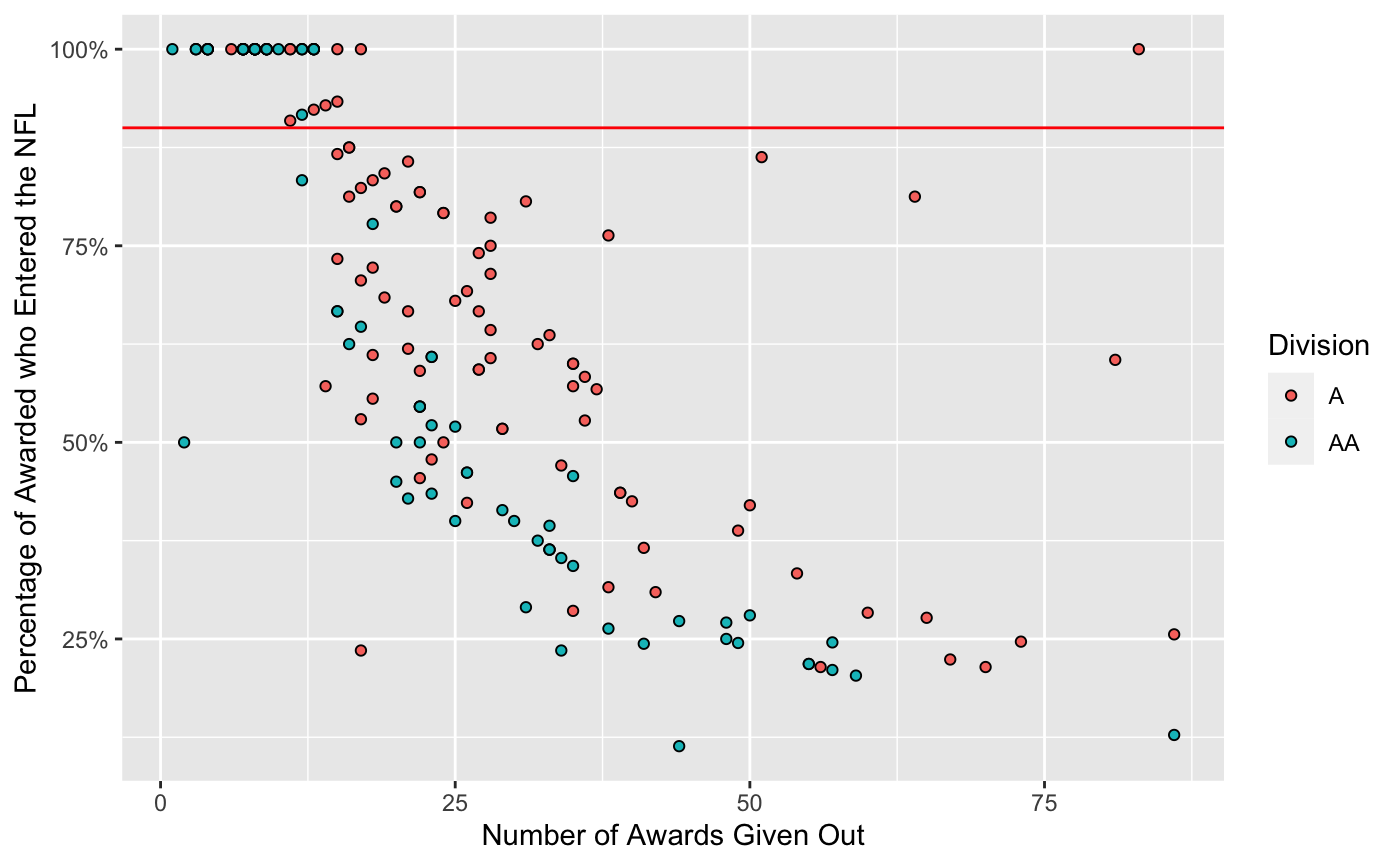 Percentage of Awarded who Entered the NFL
100%
75%
50%
25%
0
25
50
75
Number of Awards Given Out
Division
A
AA